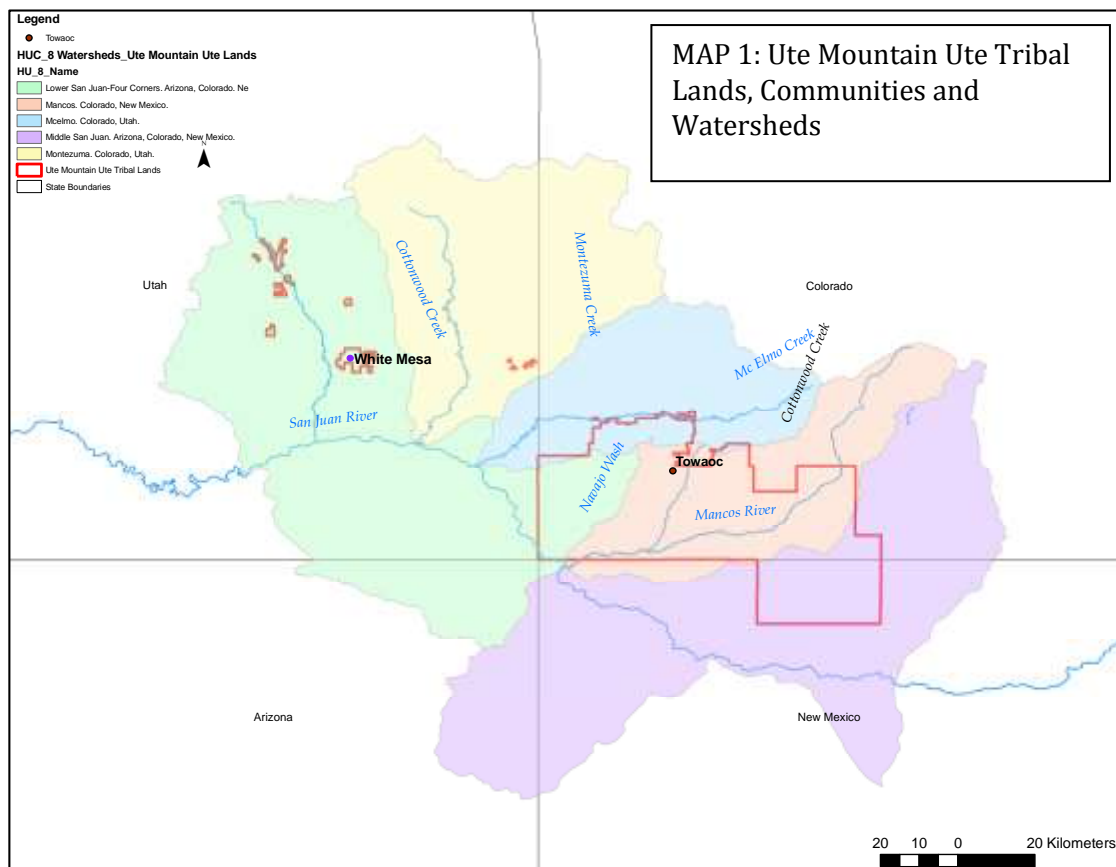 Legend
Towaoc
HUC_8 Watersheds_Ute Mountain Ute Lands
HU_8_Name
Lower San Juan-Four Corners. Arizona, Colorado. Ne
Mancos. Colorado, New Mexico.
Mcelmo. Colorado, Utah.
Middle San Juan. Arizona, Colorado, New Mexico.
Montezuma. Colorado, Utah.
Ute Mountain Ute Tribal Lands
State Boundaries
N
MAP 1: Ute Mountain Ute Tribal
Lands, Communities and
Watersheds
Utah
Colorado
Cottonwood Creek
Montezuma Creek
White Mesa
Mc Elmo Creek
Cottonwood Creek
San Juan River
Navajo Wash
Towaoc
Mancos River
Arizona
New Mexico
20 10 0 20 Kilometers